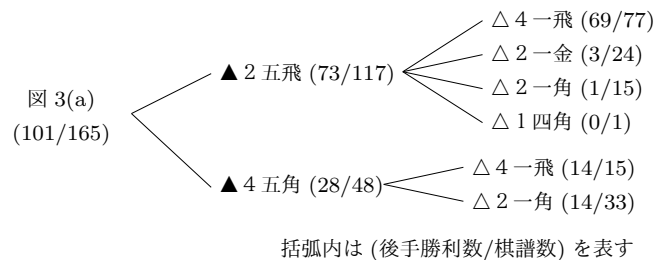 図 3(a)
(101/165)
▲２五飛 (73/117)
△４一飛 (69/77)
△２一金 (3/24)
△２一角 (1/15)
△１四角 (0/1)
▲４五角 (28/48)
△４一飛 (14/15)
△２一角 (14/33)
括弧内は (後手勝利数/棋譜数) を表す